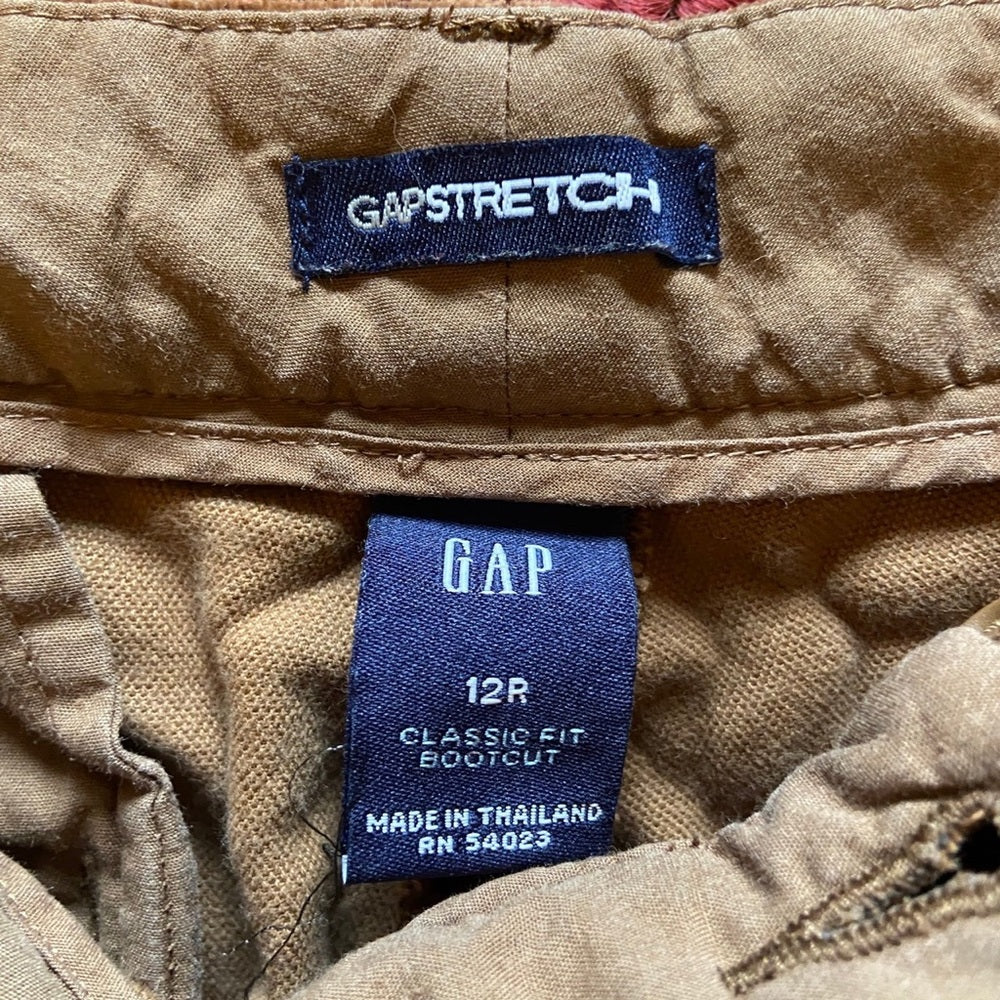 GAPSTRETCH
GAP
12R
CLASSIC FIT
BOOTCUT
MADE IN THAILAND
RN 54023